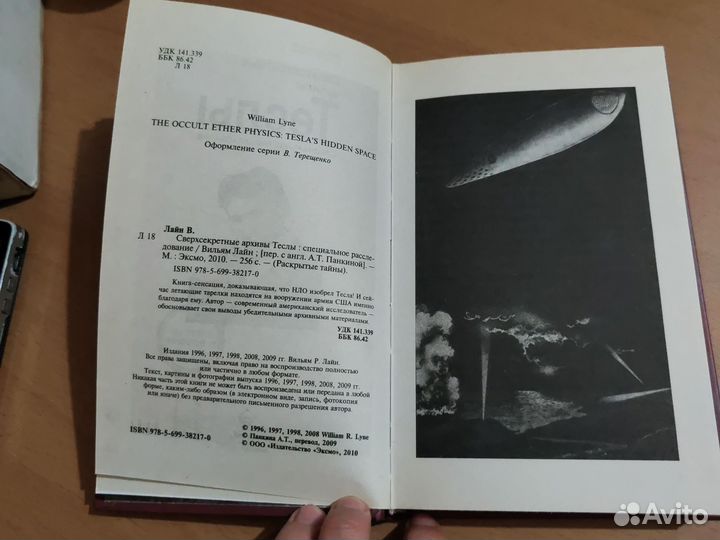 УДК 141.339
ББК 86.42
Л 18
William Lyne
THE OCCULT ETHER PHYSICS: TESLA'S HIDDEN SPACE
Оформление серии В. Терещенко
Лайн В.
Л 18
Сверхсекретные архивы Теслы : специальное рассле-
дование / Вильям Лайн ; [пер. с англ. А.Т. Панкиной]. —
М. : Эксмо, 2010. — 256 с. — (Раскрытые тайны).
ISBN 978-5-699-38217-0
Книга-сенсация, доказывающая, что НЛО изобрел Тесла! И сей-
час летающие тарелки находятся на вооружении армии США именно
благодаря ему. Автор — современный американский исследователь —
обосновывает свои выводы убедительными архивными материалами.
УДК 141.339
ББК 86.42
Издания 1996, 1997, 1998, 2008, 2009 гг. Вильям Р. Лайн.
Все права защищены, включая право на воспроизводство полностью
или частично в любом формате.
Текст, картины и фотографии выпуска 1996, 1997, 1998, 2008, 2009 гг.
Никакая часть этой книги не может быть воспроизведена или передана в любой
форме, каким-либо образом (в электронном виде, запись, фотокопия
или иначе) без предварительного письменного разрешения автора.
© 1996, 1997, 1998, 2008 William R. Lyne
© Панкина А.Т., перевод, 2009
ISBN 978-5-699-38217-0
© ООО «Издательство «Эксмо», 2010
Avito